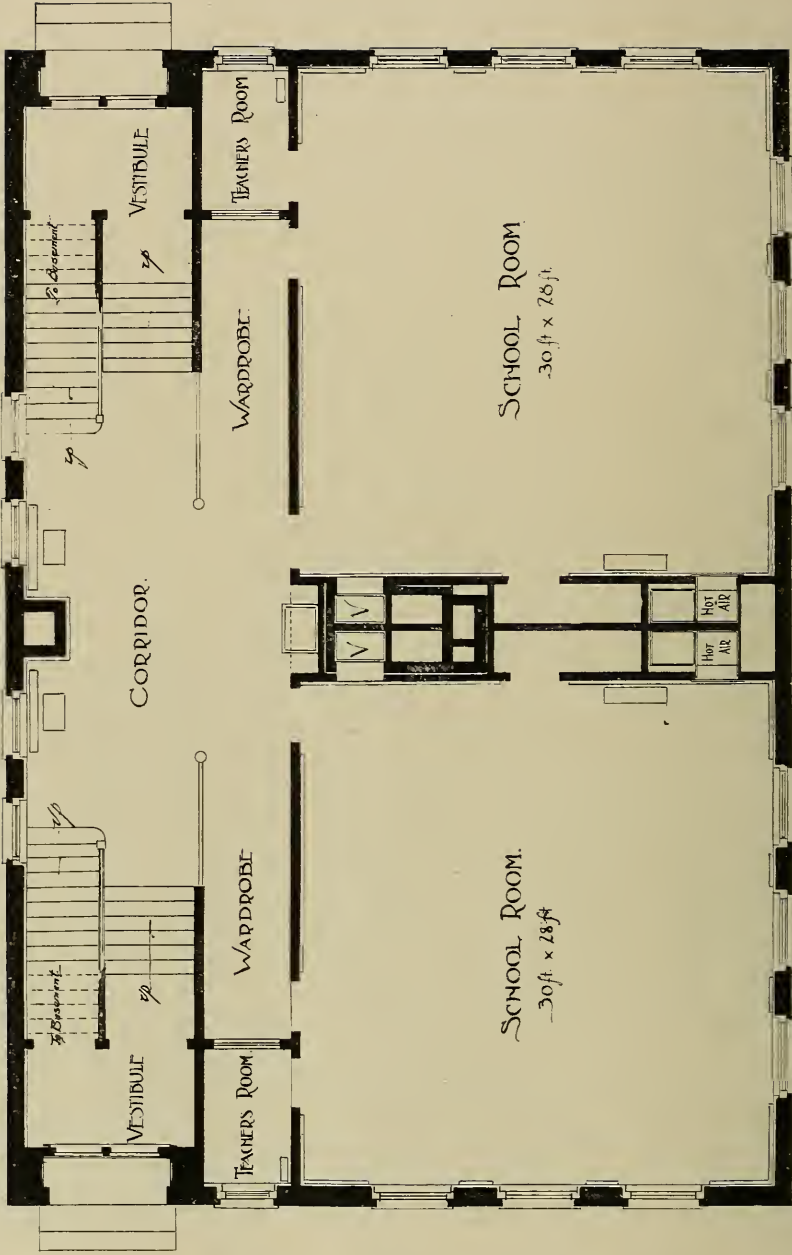 To Basement
Up
Up
To Basement
VESTIBULE
Up
CORRIDOR.
Up
VESTIBULE
TEACHERS ROOM.
WARDROBE
WARDROBE
TEACHERS ROOM
V
V
SCHOOL ROOM.
30 ft. x 28 ft
SCHOOL ROOM
30 ft x 28 ft.
HOT
AIR
HOT
AIR